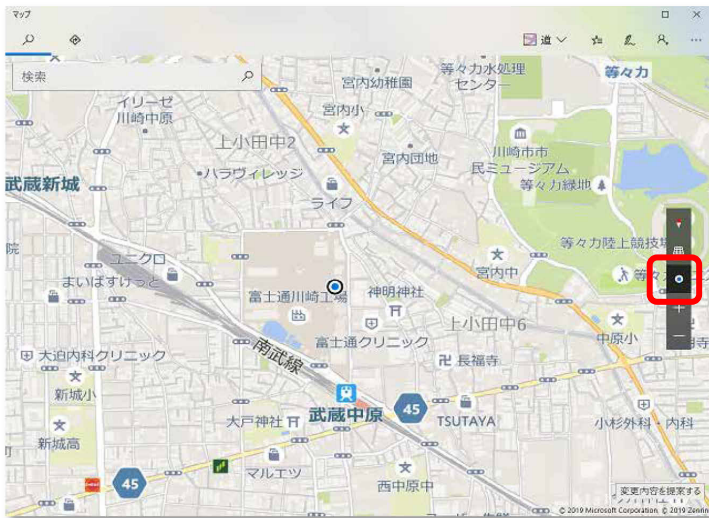 マップ
道
検索
等々力水処理
センター
等々力
宮内幼稚園
イリーゼ
川崎中原
宮内小
上小田中2
川崎市市
民ミュージアム
宮内団地
等々力緑地
ハラヴィレッジ
武蔵新城
ライフ
等々力陸上競技場
院
ユニクロ
宮内中
まいばすけっと
富士通川崎工場
神明神社
上小田中6
富士通クリニック
中原小
大迫内科クリニック
南武線
長福寺
新城小
武蔵中原
45
大戸神社
TSUTAYA
小杉外科・内科
新城高
マルエツ
45
西中原中
変更内容を提案する
© 2019 Microsoft Corporation, © 2019 Zenrin